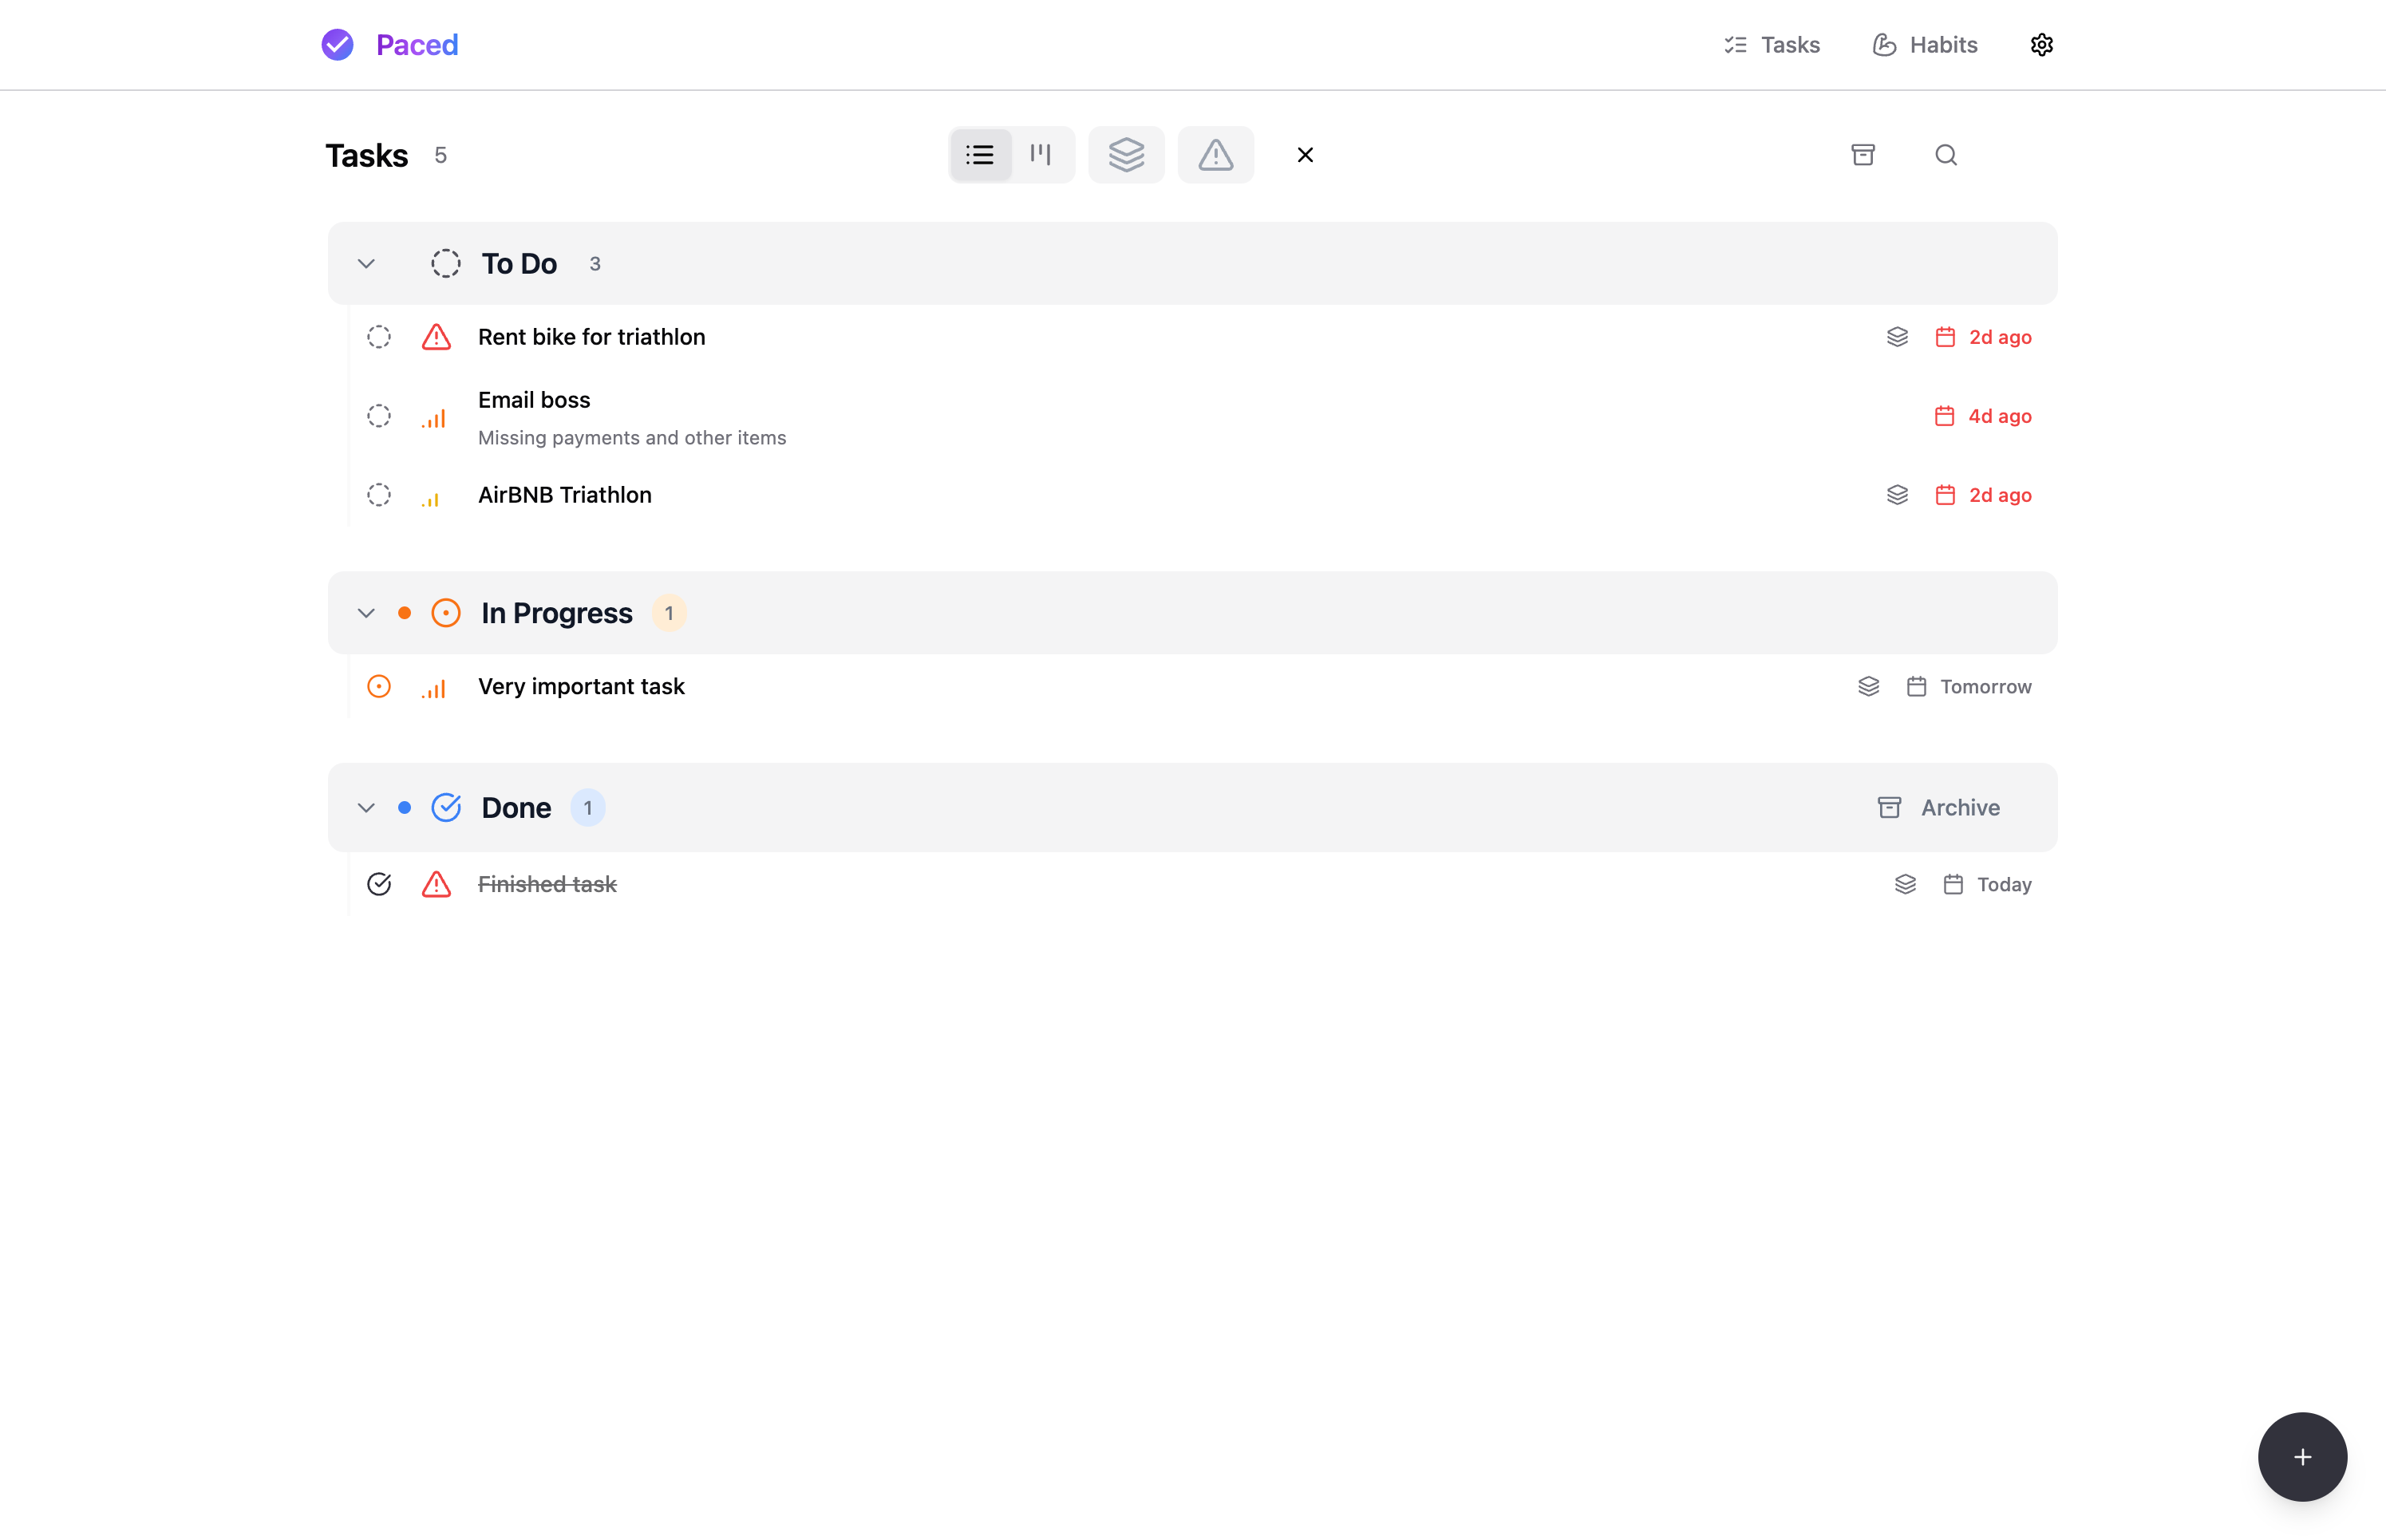 Paced
Tasks
Habits
Tasks 5
To Do 3
Rent bike for triathlon
2d ago
Email boss
Missing payments and other items
4d ago
AirBNB Triathlon
2d ago
In Progress 1
Very important task
Tomorrow
Done 1
Archive
Finished task
Today